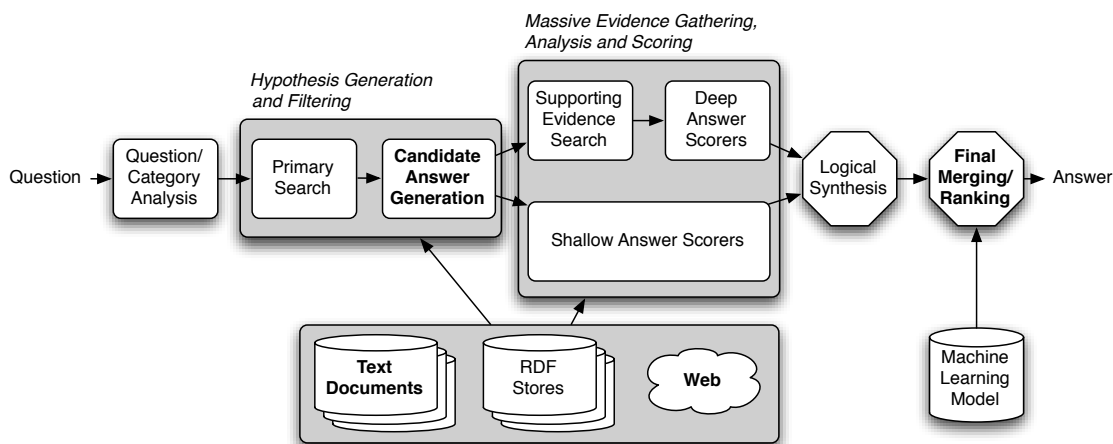 Massive Evidence Gathering,
Analysis and Scoring
Hypothesis Generation
and Filtering
Question
Question/
Category
Analysis
Primary
Search
Candidate
Answer
Generation
Supporting
Evidence
Search
Deep
Answer
Scorers
Shallow Answer Scorers
Logical
Synthesis
Final
Merging/
Ranking
Answer
Text
Documents
RDF
Stores
Web
Machine
Learning
Model